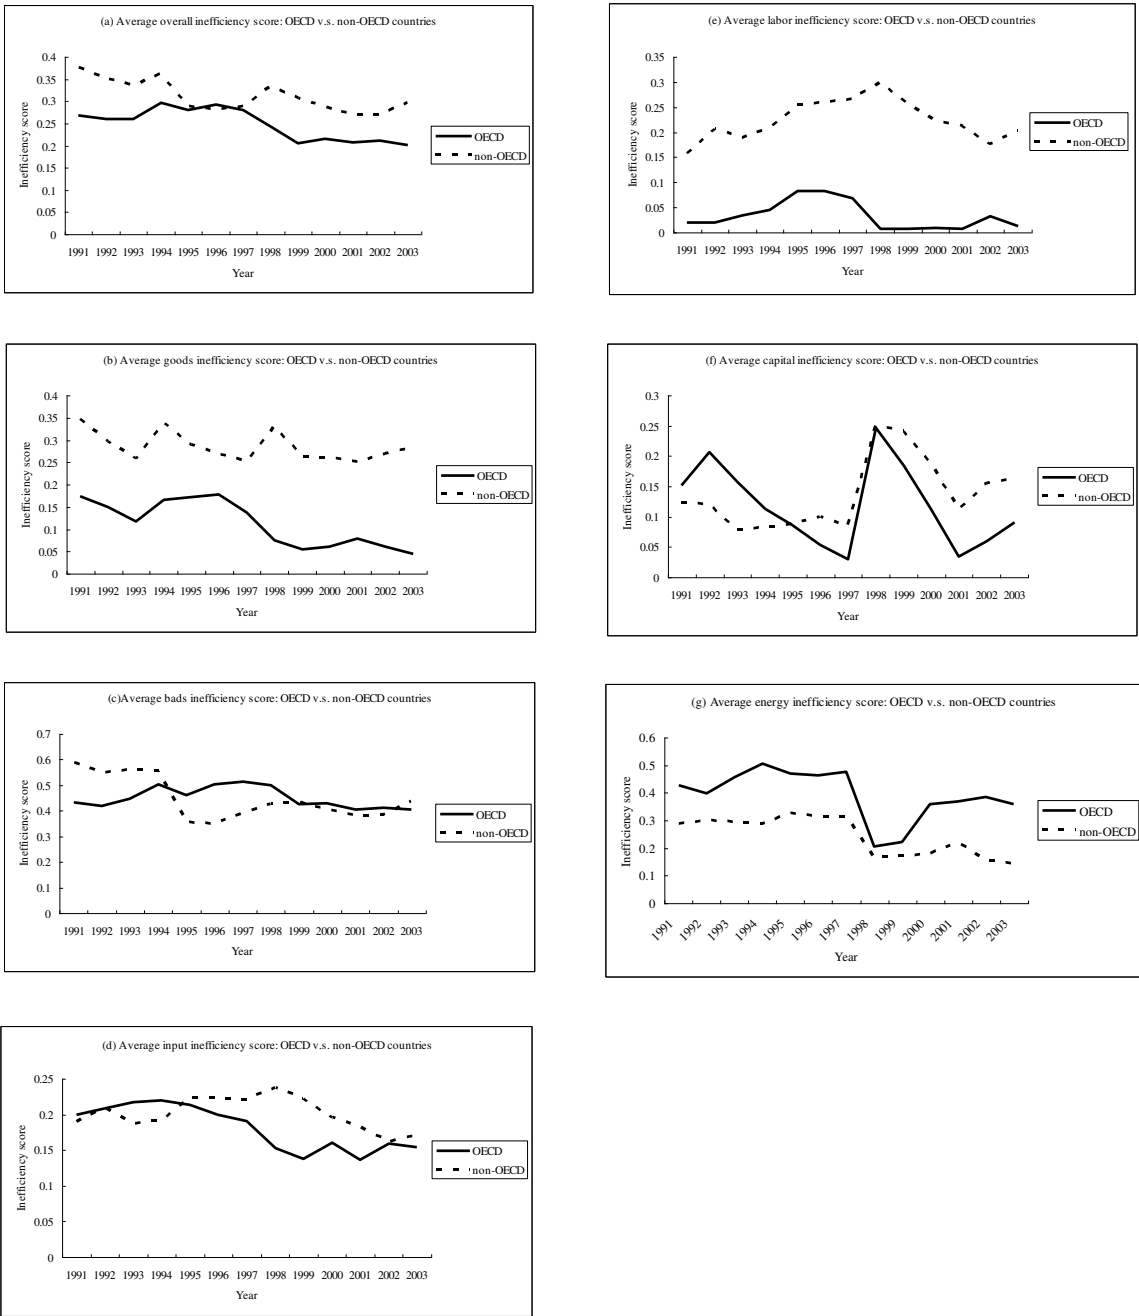 (a) Average overall inefficiency score: OECD v.s. non-OECD countries
Inefficiency score
0.4
0.35
0.3
0.25
0.2
0.15
0.1
0.05
0
1991 1992 1993 1994 1995 1996 1997 1998 1999 2000 2001 2002 2003
Year
OECD
non-OECD
(b) Average goods inefficiency score: OECD v.s. non-OECD countries
Inefficiency score
0.4
0.35
0.3
0.25
0.2
0.15
0.1
0.05
0
1991 1992 1993 1994 1995 1996 1997 1998 1999 2000 2001 2002 2003
Year
OECD
non-OECD
(c)Average bads inefficiency score: OECD v.s. non-OECD countries
Inefficiency score
0.7
0.6
0.5
0.4
0.3
0.2
0.1
0
1991 1992 1993 1994 1995 1996 1997 1998 1999 2000 2001 2002 2003
Year
OECD
non-OECD
(d) Average input inefficiency score: OECD v.s. non-OECD countries
Inefficiency score
0.25
0.2
0.15
0.1
0.05
0
1991 1992 1993 1994 1995 1996 1997 1998 1999 2000 2001 2002 2003
Year
OECD
non-OECD
(e) Average labor inefficiency score: OECD v.s. non-OECD countries
Inefficiency score
0.35
0.3
0.25
0.2
0.15
0.1
0.05
0
1991 1992 1993 1994 1995 1996 1997 1998 1999 2000 2001 2002 2003
Year
OECD
non-OECD
(f) Average capital inefficiency score: OECD v.s. non-OECD countries
Inefficiency score
0.3
0.25
0.2
0.15
0.1
0.05
0
1991 1992 1993 1994 1995 1996 1997 1998 1999 2000 2001 2002 2003
Year
OECD
non-OECD
(g) Average energy inefficiency score: OECD v.s. non-OECD countries
Inefficiency score
0.6
0.5
0.4
0.3
0.2
0.1
0
1991 1992 1993 1994 1995 1996 1997 1998 1999 2000 2001 2002 2003
Year
OECD
non-OECD